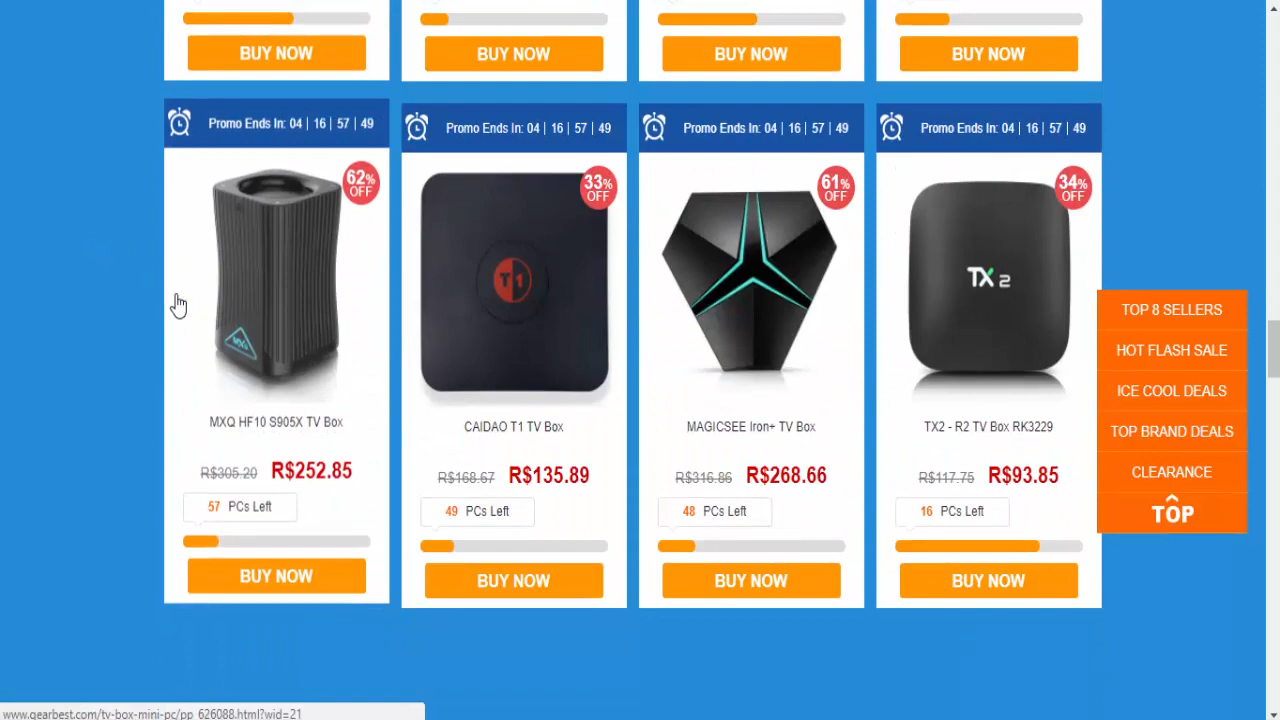 BUY NOW
BUY NOW
BUY NOW
BUY NOW
Promo Ends In: 04 | 16 | 57 | 49
62% OFF
MXQ HF10 S905X TV Box
R$305.20 R$252.85
57 PCs Left
BUY NOW
Promo Ends In: 04 | 16 | 57 | 49
33% OFF
T1
CAIDAO T1 TV Box
R$168.67 R$135.89
49 PCs Left
BUY NOW
Promo Ends In: 04 | 16 | 57 | 49
61% OFF
MAGICSEE Iron+ TV Box
R$316.86 R$268.66
48 PCs Left
BUY NOW
Promo Ends In: 04 | 16 | 57 | 49
34% OFF
TX 2
TX2 - R2 TV Box RK3229
R$117.75 R$93.85
16 PCs Left
BUY NOW
TOP 8 SELLERS
HOT FLASH SALE
ICE COOL DEALS
TOP BRAND DEALS
CLEARANCE
TOP
www.gearbest.com/tv-box-mini-pc/pp_626088.html?wid=21